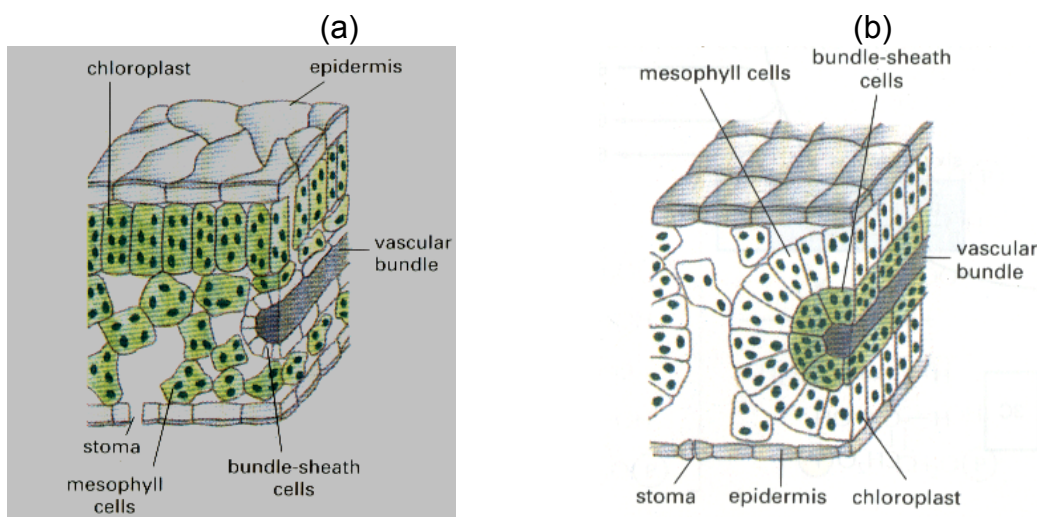 (a)
chloroplast
epidermis
vascular
bundle
stoma
mesophyll
cells
bundle-sheath
cells
(b)
mesophyll cells
bundle-sheath
cells
vascular
bundle
stoma
epidermis
chloroplast